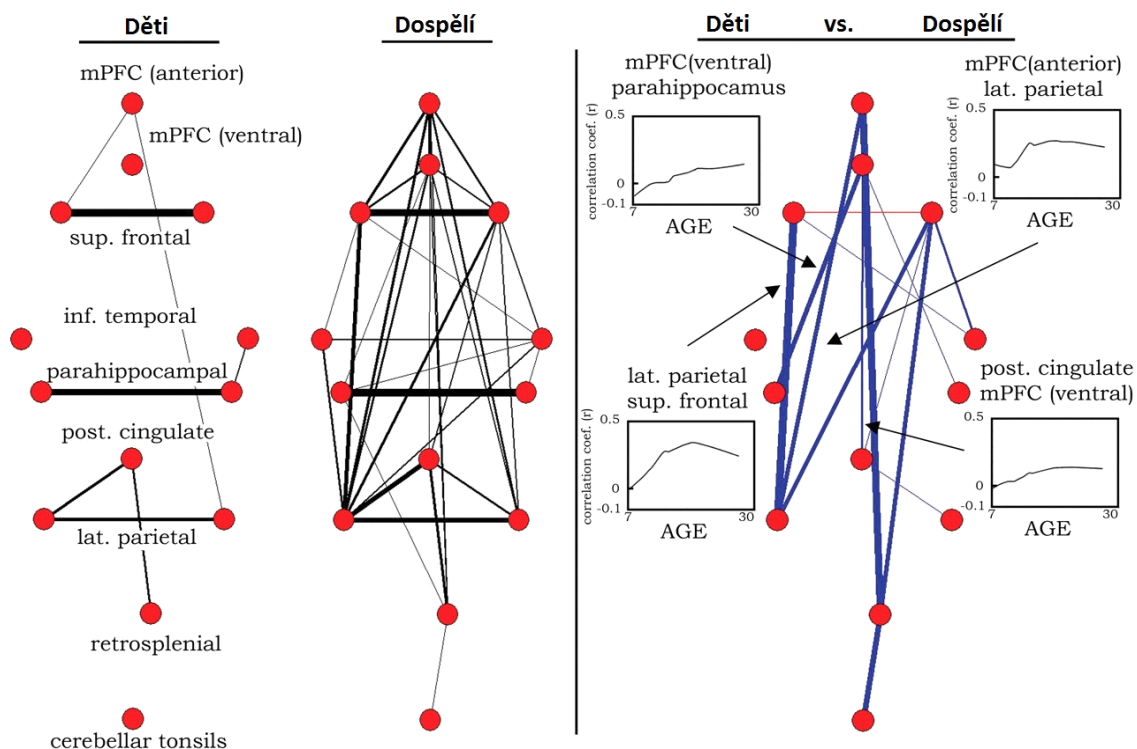 Děti
Dospělí
Děti vs. Dospělí
mPFC (anterior)
mPFC (ventral)
sup. frontal
inf. temporal
parahippocampal
post. cingulate
lat. parietal
retrosplenial
cerebellar tonsils
mPFC(ventral)
parahippocamus
correlation coef. (r)
0.5
0
-0.1
7
30
AGE
mPFC(anterior)
lat. parietal
correlation coef. (r)
0.5
0
-0.1
7
30
AGE
lat. parietal
sup. frontal
correlation coef. (r)
0.5
0
-0.1
7
30
AGE
post. cingulate
mPFC (ventral)
correlation coef. (r)
0.5
0
-0.1
7
30
AGE